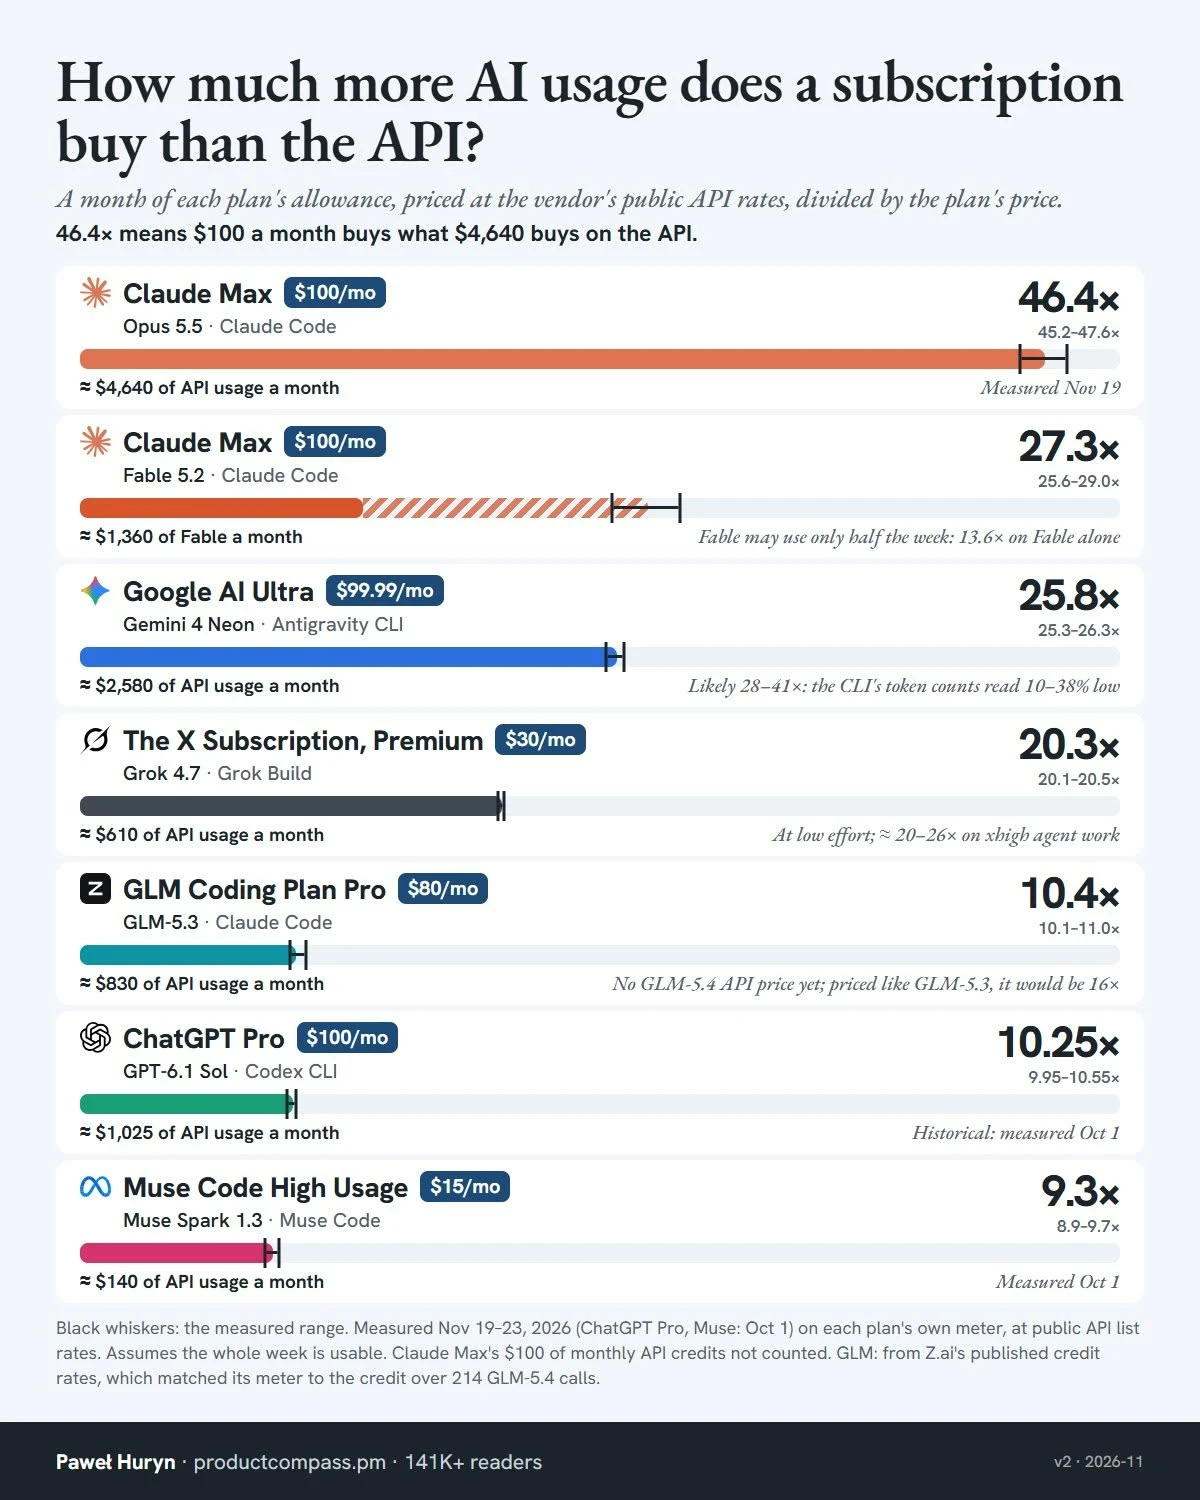 How much more AI usage does a subscription
buy than the API?
A month of each plan's allowance, priced at the vendor's public API rates, divided by the plan's price.
46.4× means $100 a month buys what $4,640 buys on the API.
Claude Max $100/mo
46.4×
Opus 5.5 · Claude Code
45.2–47.6×
≈ $4,640 of API usage a month
Measured Nov 19
Claude Max $100/mo
27.3×
Fable 5.2 · Claude Code
25.6–29.0×
≈ $1,360 of Fable a month
Fable may use only half the week: 13.6× on Fable alone
Google AI Ultra $99.99/mo
25.8×
Gemini 4 Neon · Antigravity CLI
25.3–26.3×
≈ $2,580 of API usage a month
Likely 28–41×: the CLI's token counts read 10–38% low
The X Subscription, Premium $30/mo
20.3×
Grok 4.7 · Grok Build
20.1–20.5×
≈ $610 of API usage a month
At low effort; ≈ 20–26× on xhigh agent work
GLM Coding Plan Pro $80/mo
10.4×
GLM-5.3 · Claude Code
10.1–11.0×
≈ $830 of API usage a month
No GLM-5.4 API price yet; priced like GLM-5.3, it would be 16×
ChatGPT Pro $100/mo
10.25×
GPT-6.1 Sol · Codex CLI
9.95–10.55×
≈ $1,025 of API usage a month
Historical: measured Oct 1
Muse Code High Usage $15/mo
9.3×
Muse Spark 1.3 · Muse Code
8.9–9.7×
≈ $140 of API usage a month
Measured Oct 1
Black whiskers: the measured range. Measured Nov 19–23, 2026 (ChatGPT Pro, Muse: Oct 1) on each plan's own meter, at public API list
rates. Assumes the whole week is usable. Claude Max's $100 of monthly API credits not counted. GLM: from Z.ai's published credit
rates, which matched its meter to the credit over 214 GLM-5.4 calls.
Paweł Huryn · productcompass.pm · 141K+ readers
v2 · 2026-11